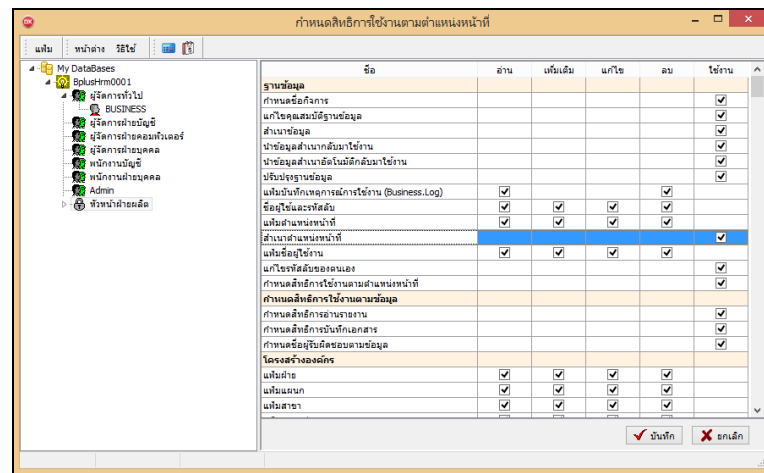 กำหนดสิทธิการใช้งานตามตำแหน่งหน้าที่
แฟ้ม หน้าต่าง วิธีใช้
My DataBases
BplusHrm0001
ผู้จัดการทั่วไป
BUSINESS
ผู้จัดการฝ่ายบัญชี
ผู้จัดการฝ่ายคอมพิวเตอร์
ผู้จัดการฝ่ายบุคคล
พนักงานบัญชี
พนักงานฝ่ายบุคคล
Admin
หัวหน้าฝ่ายผลิต
ชื่อ อ่าน เพิ่มเติม แก้ไข ลบ ใช้งาน
ฐานข้อมูล
กำหนดชื่อกิจการ
แก้ไขคุณสมบัติฐานข้อมูล
สำเนาข้อมูล
นำข้อมูลสำเนากลับมาใช้งาน
นำข้อมูลสำเนาอัตโนมัติกลับมาใช้งาน
ปรับปรุงฐานข้อมูล
แฟ้มบันทึกเหตุการณ์การใช้งาน (Business.Log)
ชื่อผู้ใช้และรหัสลับ
แฟ้มตำแหน่งหน้าที่
สำเนาตำแหน่งหน้าที่
แฟ้มชื่อผู้ใช้งาน
แก้ไขรหัสลับของตนเอง
กำหนดสิทธิการใช้งานตามตำแหน่งหน้าที่
กำหนดสิทธิการใช้งานตามข้อมูล
กำหนดสิทธิการอ่านรายงาน
กำหนดสิทธิการบันทึกเอกสาร
กำหนดชื่อผู้รับผิดชอบตามข้อมูล
โครงสร้างองค์กร
แฟ้มฝ่าย
แฟ้มแผนก
แฟ้มสาขา
บันทึก ยกเลิก